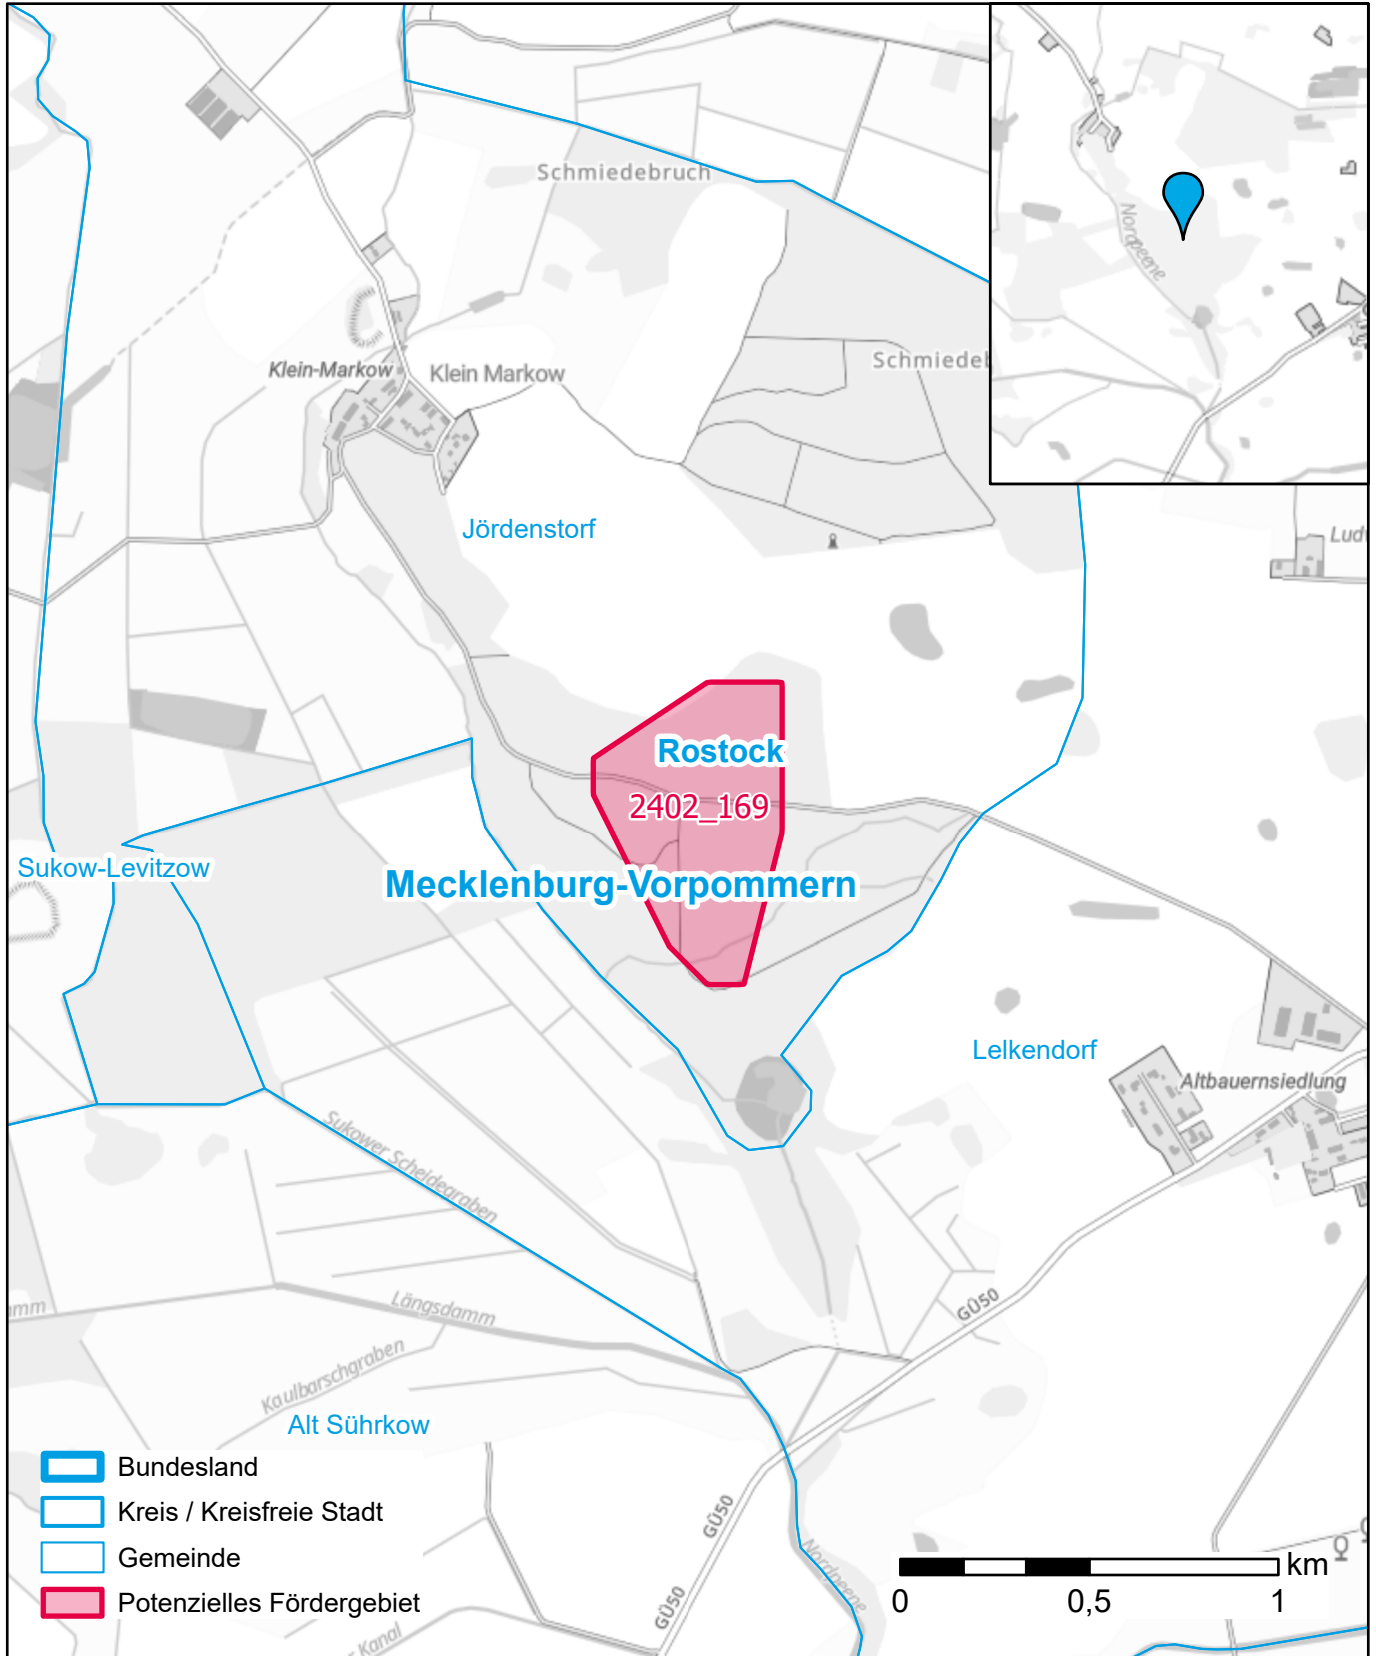 Schmiedebruch
Nordpeene
Klein-Markow
Klein Markow
Jördenstorf
Rostock
2402_169
Sukow-Levitzow
Mecklenburg-Vorpommern
Lelkendorf
Altbauernsiedlung
Sukower Scheidegraben
Längsdamm
GÜ50
Kaulbarschgraben
Alt Sührkow
GÜ50
Nordpeene
GÜ50
Kanal
Bundesland
Kreis / Kreisfreie Stadt
Gemeinde
Potenzielles Fördergebiet
km
0 0,5 1